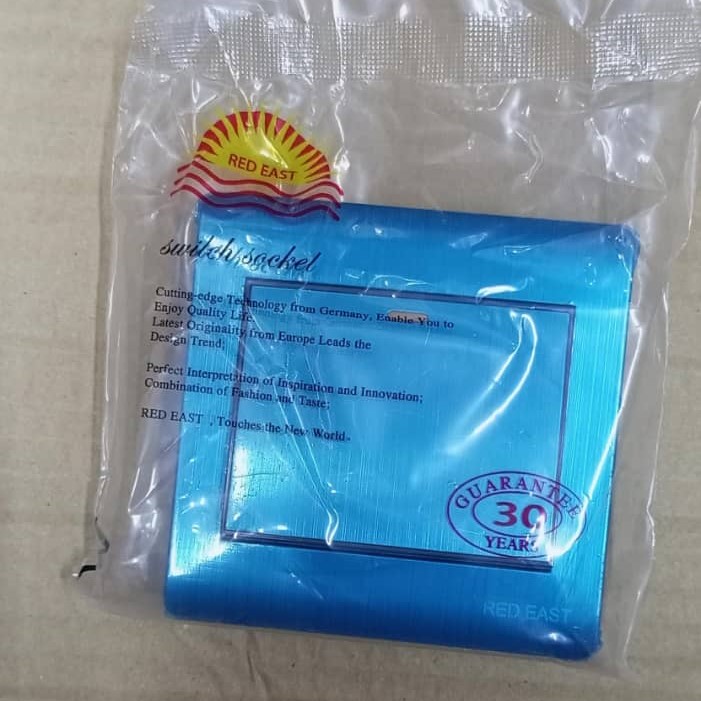 RED EAST
switch socket
Cutting-edge Technology from Germany, Enable You to
Enjoy Quality Life,
Latest Originality from Europe Leads the
Design Trend;
Perfect Interpretation of Inspiration and Innovation;
Combination of Fashion and Taste;
RED EAST , Touches the New World.
GUARANTEE
30
YEARS
RED EAST